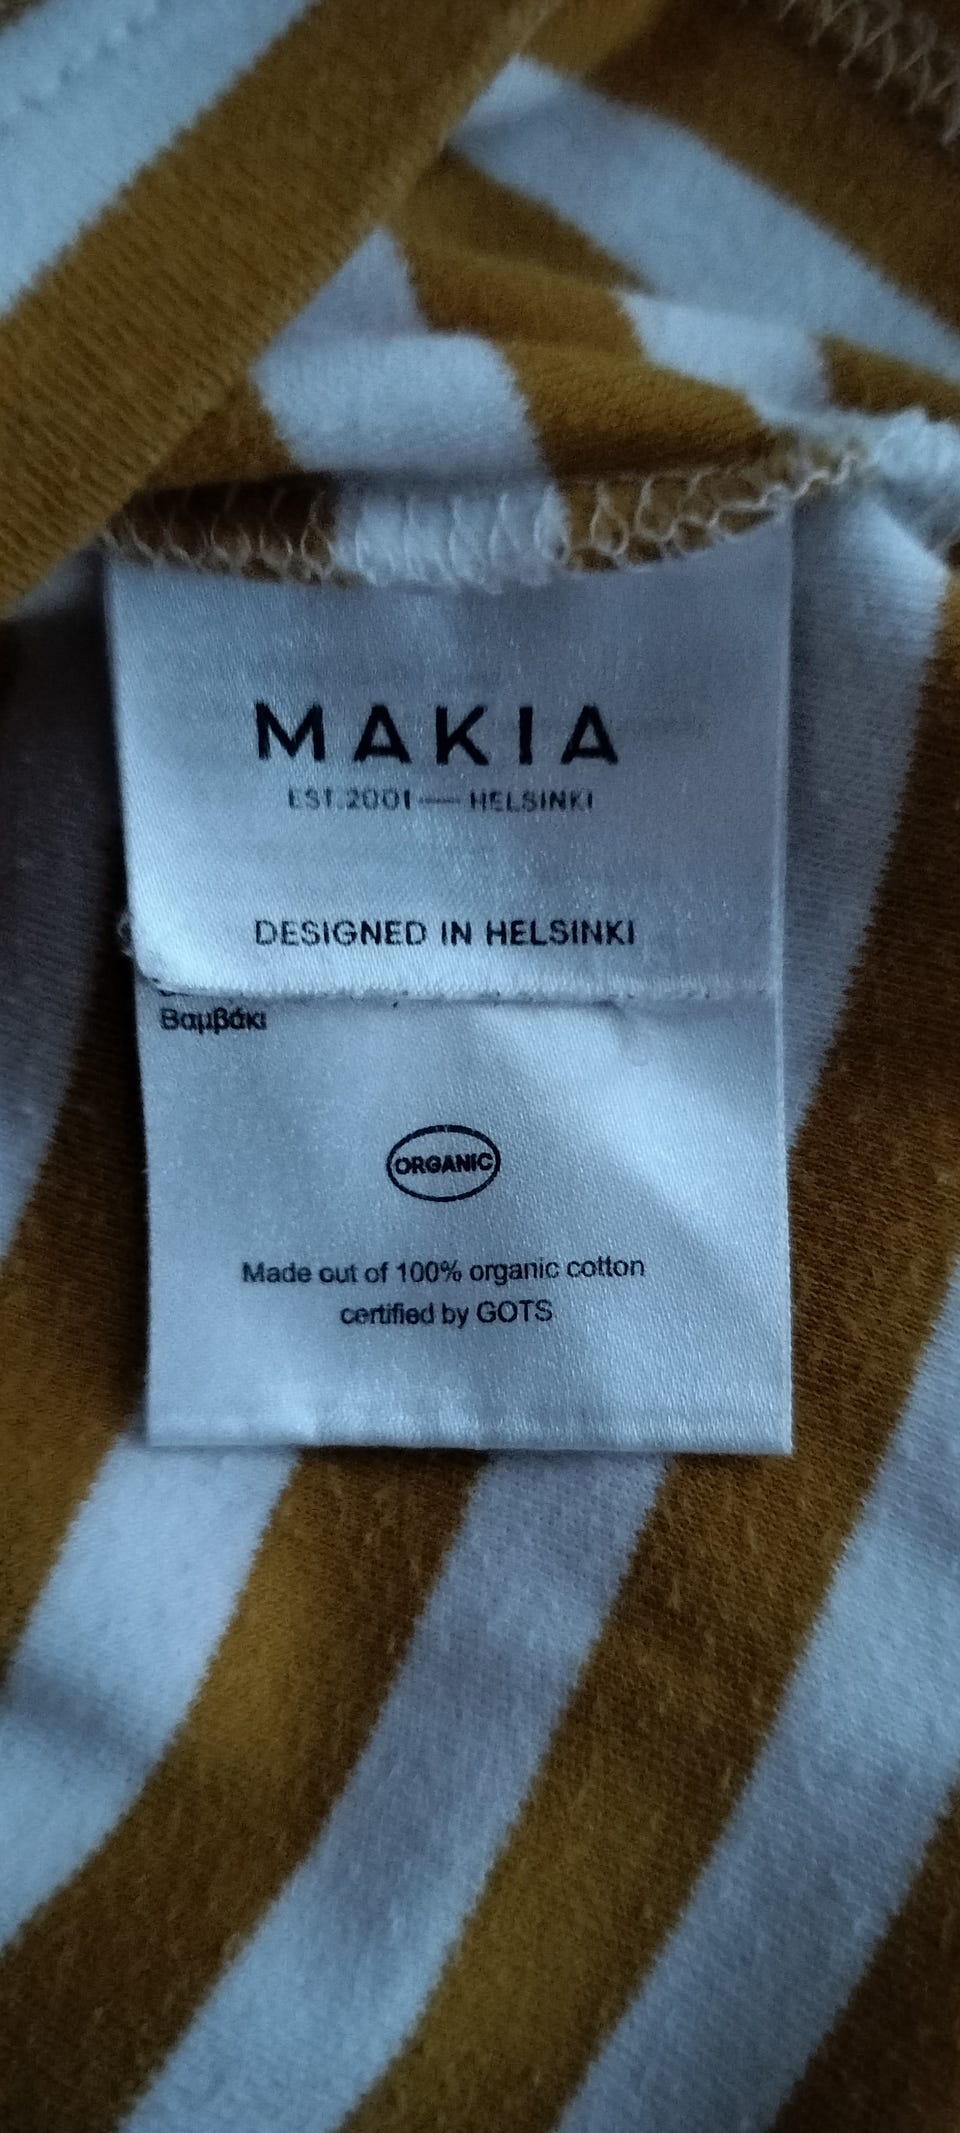 MAKIA
EST.2001 — HELSINKI
DESIGNED IN HELSINKI
Βαμβάκι
ORGANIC
Made out of 100% organic cotton
certified by GOTS